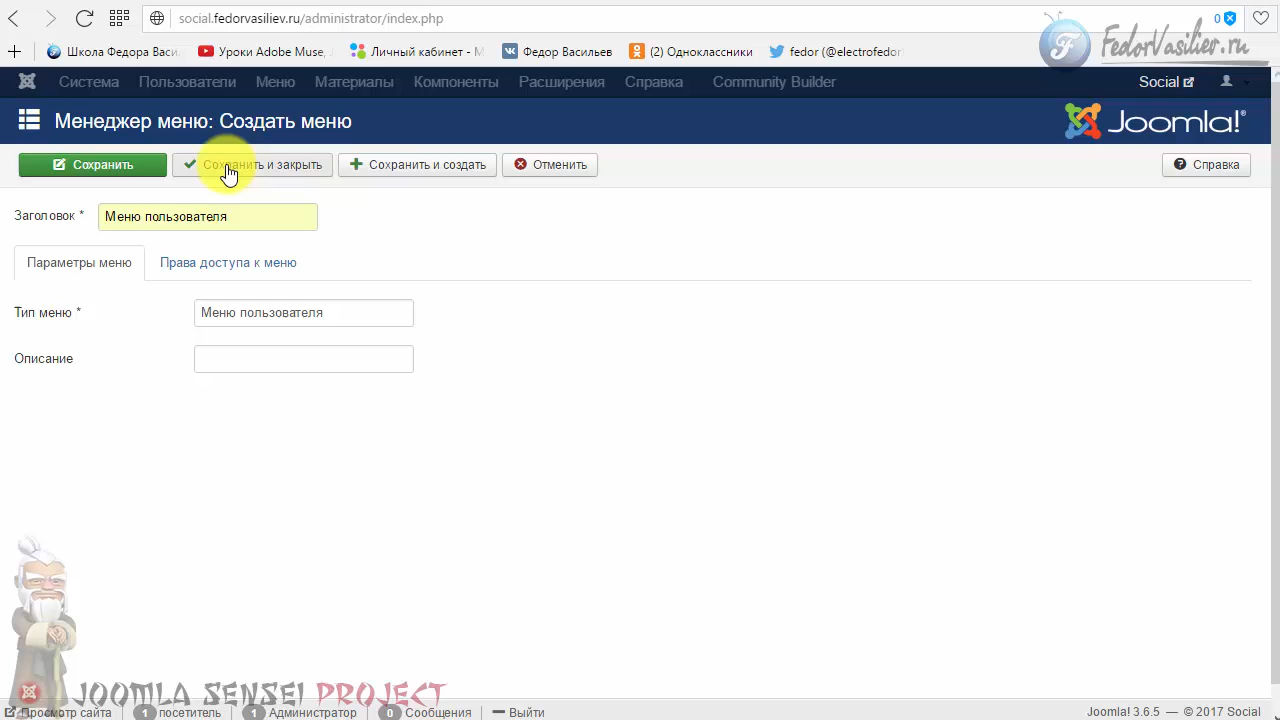 social.fedorvasiliev.ru/administrator/index.php
0
FedorVasiliev.ru
Школа Федора Васил
Уроки Adobe Muse,
Личный кабинет - М
Федор Васильев
(2) Одноклассники
fedor (@electrofedor
Система Пользователи Меню Материалы Компоненты Расширения Справка Community Builder Social
Менеджер меню: Создать меню
Joomla!®
Сохранить Сохранить и закрыть Сохранить и создать Отменить Справка
Заголовок * Меню пользователя
Параметры меню Права доступа к меню
Тип меню * Меню пользователя
Описание
JOOMLA SENSEI PROJECT
Просмотр сайта 1 посетитель 1 Администратор 0 Сообщения Выйти Joomla! 3.6.5 — © 2017 Social